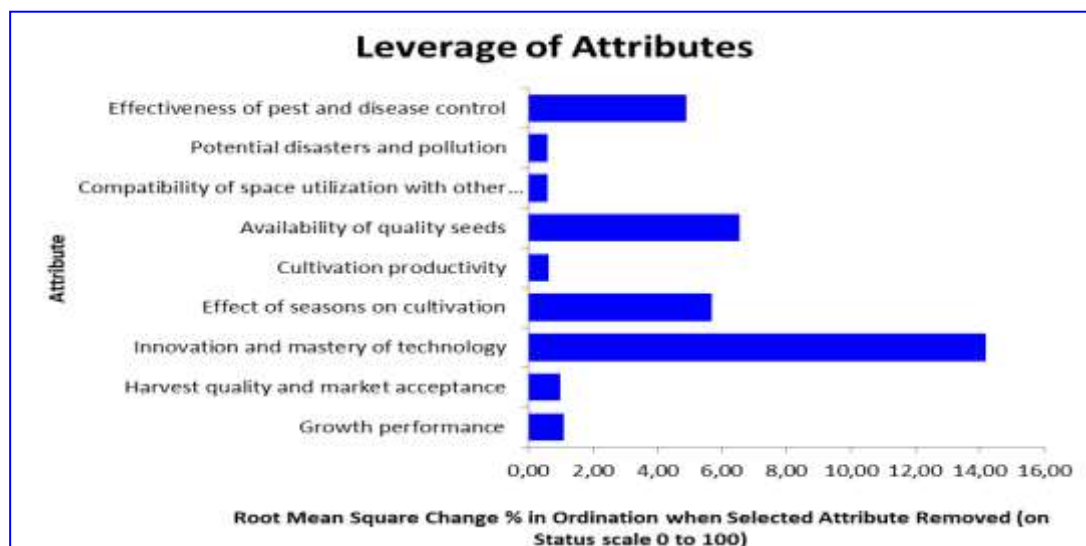 Leverage of Attributes
Effectiveness of pest and disease control
Potential disasters and pollution
Compatibility of space utilization with other ...
Availability of quality seeds
Cultivation productivity
Effect of seasons on cultivation
Innovation and mastery of technology
Harvest quality and market acceptance
Growth performance
Attribute
0,00 2,00 4,00 6,00 8,00 10,00 12,00 14,00 16,00
Root Mean Square Change % in Ordination when Selected Attribute Removed (on
Status scale 0 to 100)